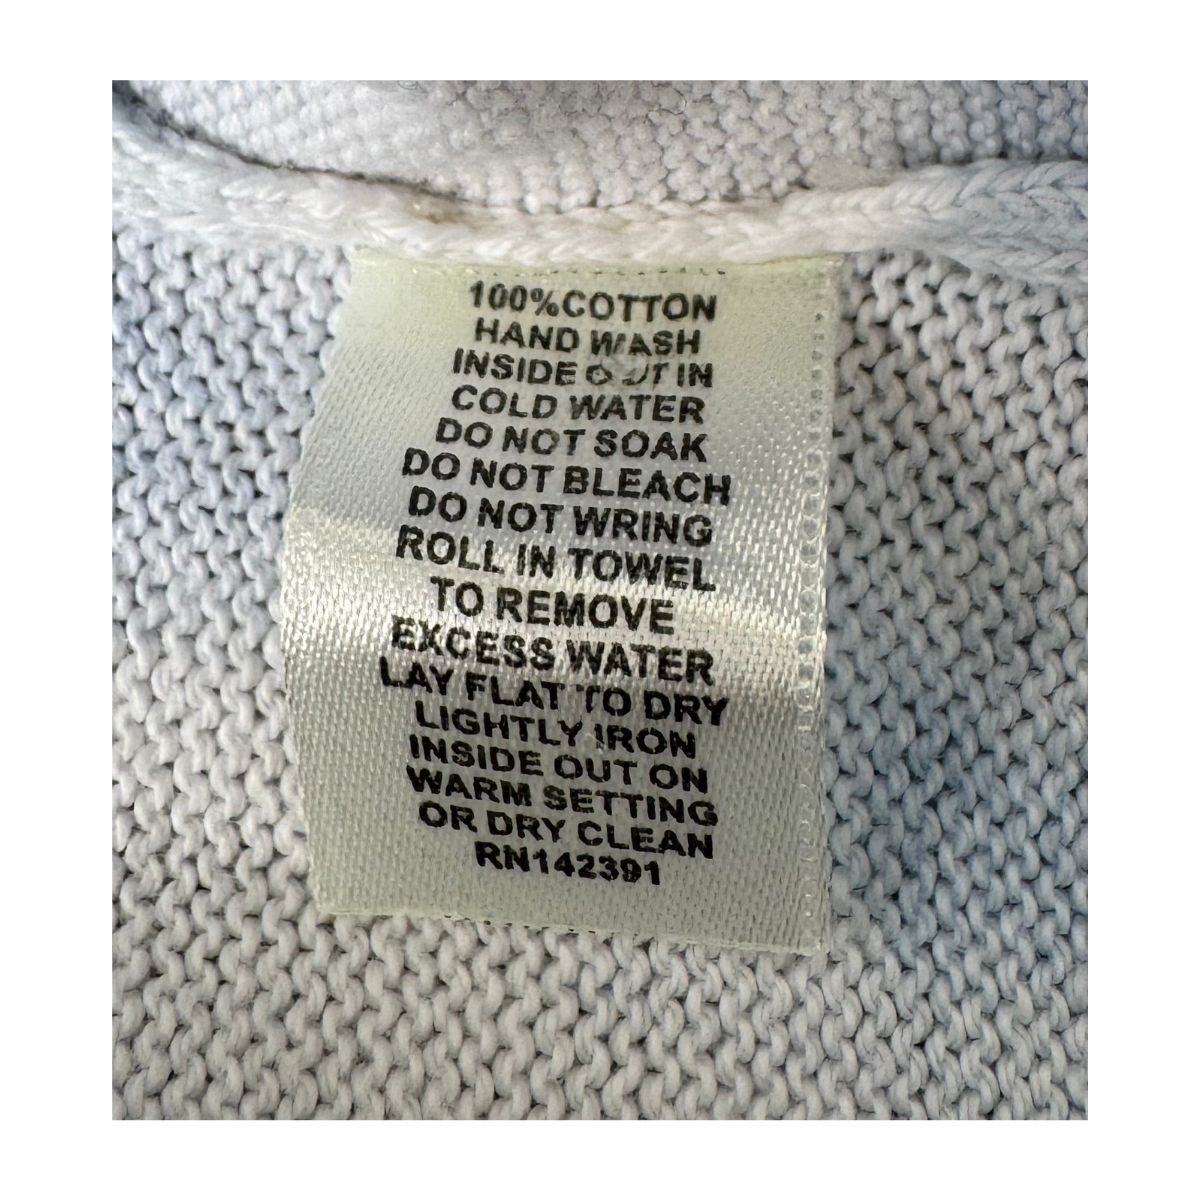 100%COTTON
HAND WASH
INSIDE OUT IN
COLD WATER
DO NOT SOAK
DO NOT BLEACH
DO NOT WRING
ROLL IN TOWEL
TO REMOVE
EXCESS WATER
LAY FLAT TO DRY
LIGHTLY IRON
INSIDE OUT ON
WARM SETTING
OR DRY CLEAN
RN142391